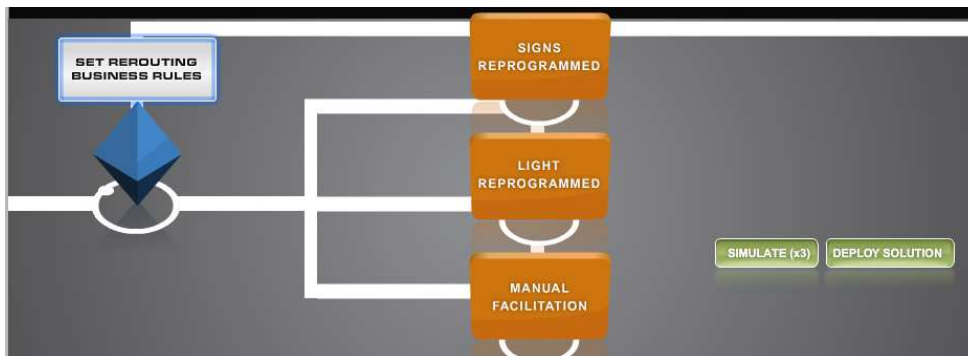 SET REROUTING
BUSINESS RULES
SIGNS
REPROGRAMMED
LIGHT
REPROGRAMMED
MANUAL
FACILITATION
SIMULATE (x3)
DEPLOY SOLUTION